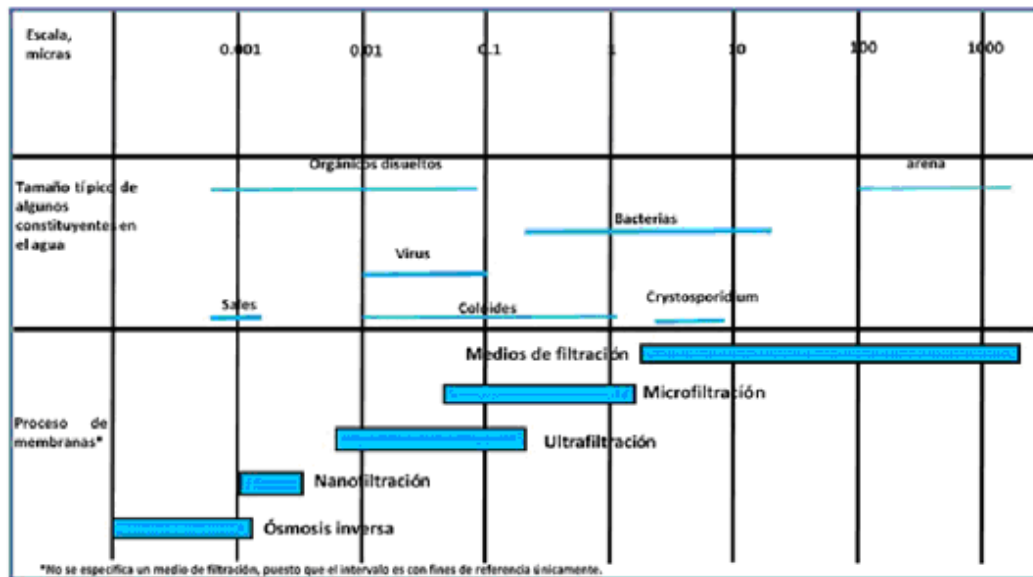 Escala,
micras
0.001 0.01 0.1 1 10 100 1000
Orgánicos disueltos
arena
Tamaño típico de
algunos
constituyentes en
el agua
Bacterias
Virus
Sales
Coloides
Crystosporidium
Medios de filtración
Microfiltración
Proceso de
membranas*
Ultrafiltración
Nanofiltración
Ósmosis inversa
*No se especifica un medio de filtración, puesto que el intervalo es con fines de referencia únicamente.